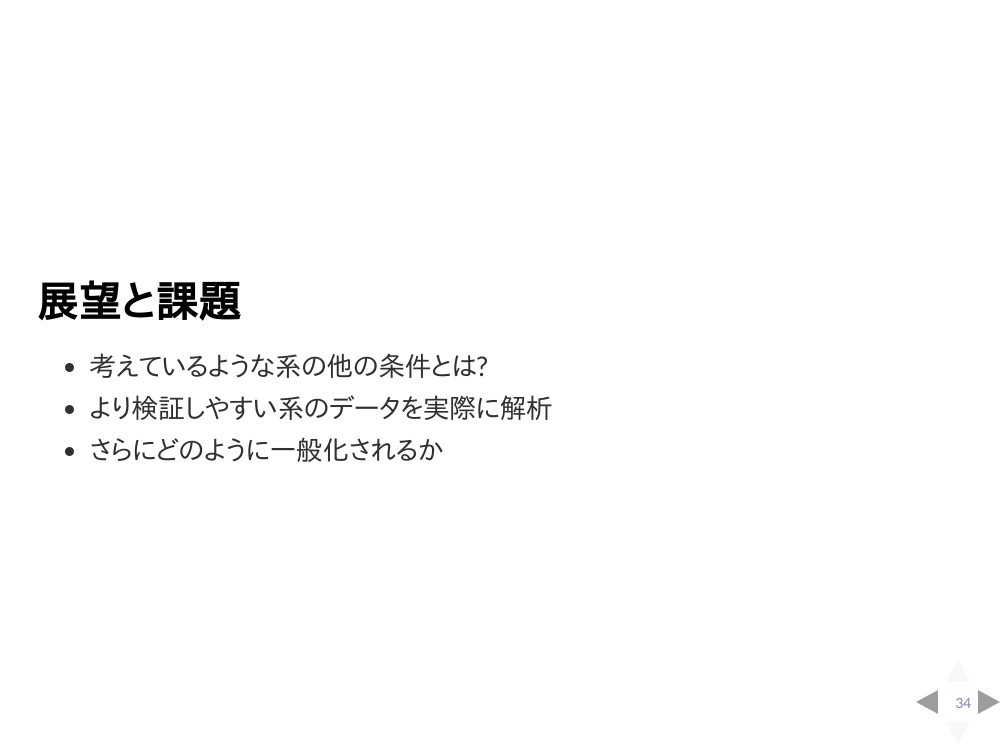 展望と課題
• 考えているような系の他の条件とは?
• より検証しやすい系のデータを実際に解析
• さらにどのように一般化されるか
34